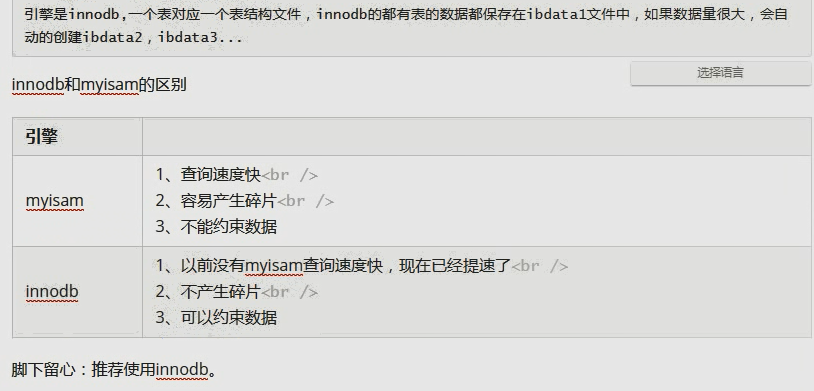 引擎是innodb,一个表对应一个表结构文件，innodb的都有表的数据都保存在ibdata1文件中，如果数据量很大，会自
动的创建ibdata2，ibdata3...
选择语言
innodb和myisam的区别
引擎
myisam
1、查询速度快<br />
2、容易产生碎片<br />
3、不能约束数据
innodb
1、以前没有myisam查询速度快，现在已经提速了<br />
2、不产生碎片<br />
3、可以约束数据
脚下留心：推荐使用innodb。